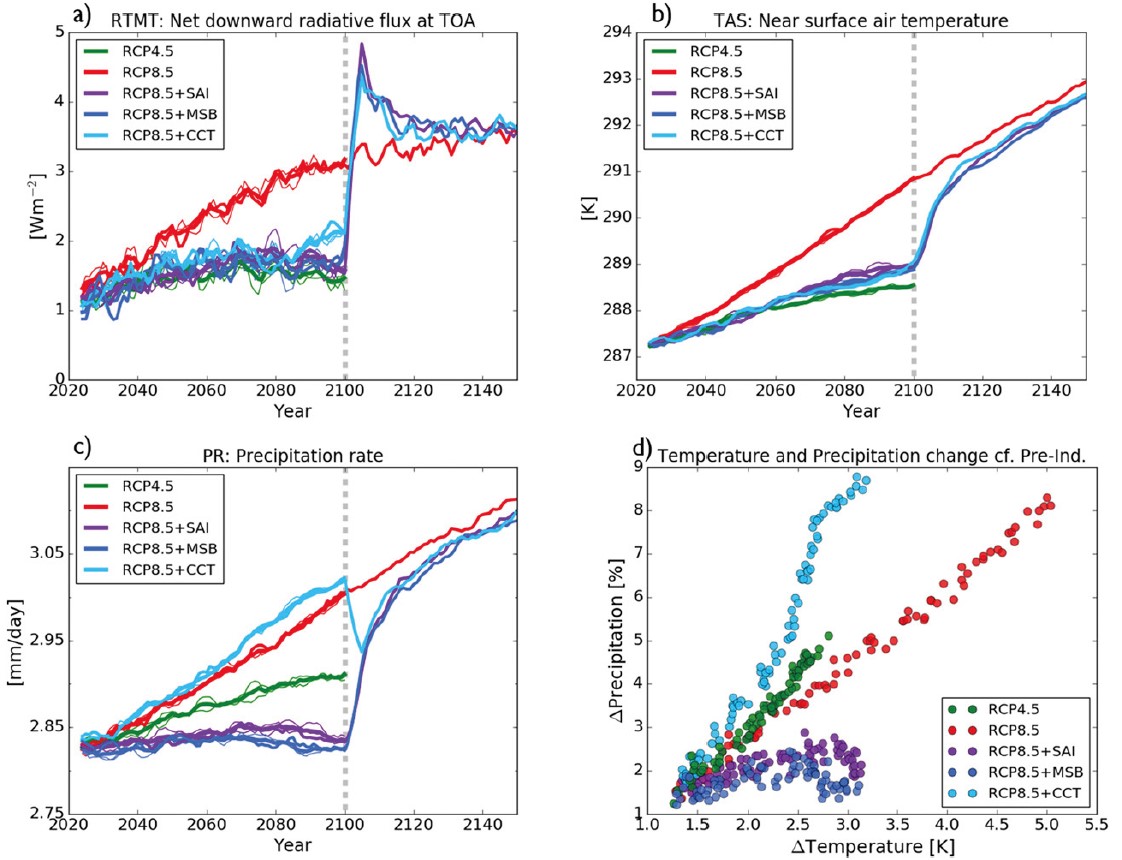 a) RTMT: Net downward radiative flux at TOA
5
4
3
2
1
0
[Wm⁻²]
RCP4.5
RCP8.5
RCP8.5+SAI
RCP8.5+MSB
RCP8.5+CCT
2020 2040 2060 2080 2100 2120 2140
Year
b) TAS: Near surface air temperature
294
293
292
291
290
289
288
287
[K]
RCP4.5
RCP8.5
RCP8.5+SAI
RCP8.5+MSB
RCP8.5+CCT
2020 2040 2060 2080 2100 2120 2140
Year
c) PR: Precipitation rate
3.05
2.95
2.85
2.75
[mm/day]
RCP4.5
RCP8.5
RCP8.5+SAI
RCP8.5+MSB
RCP8.5+CCT
2020 2040 2060 2080 2100 2120 2140
Year
d) Temperature and Precipitation change cf. Pre-Ind.
9
8
7
6
5
4
3
2
1
ΔPrecipitation [%]
RCP4.5
RCP8.5
RCP8.5+SAI
RCP8.5+MSB
RCP8.5+CCT
1.0 1.5 2.0 2.5 3.0 3.5 4.0 4.5 5.0 5.5
ΔTemperature [K]